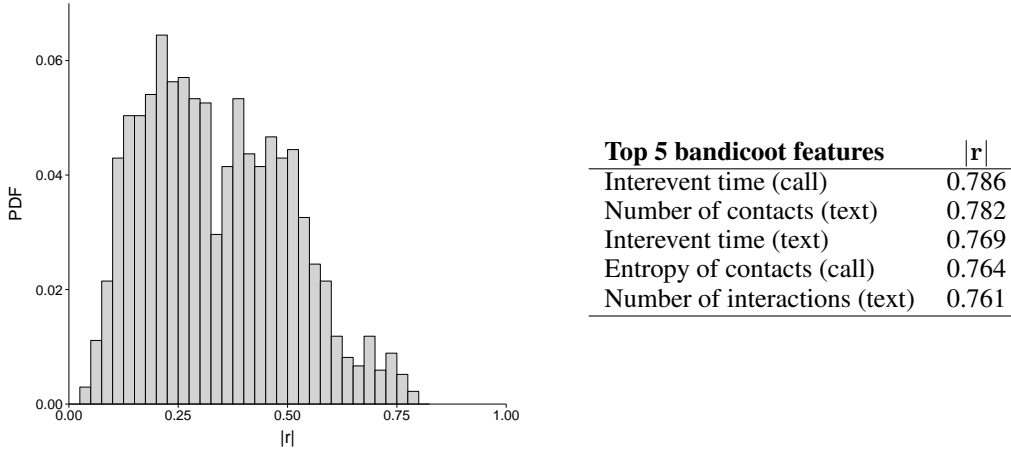 0.06
0.04
0.02
0.00
PDF
0.00 0.25 0.50 0.75 1.00
|r|
Top 5 bandicoot features |r|
Interevent time (call) 0.786
Number of contacts (text) 0.782
Interevent time (text) 0.769
Entropy of contacts (call) 0.764
Number of interactions (text) 0.761